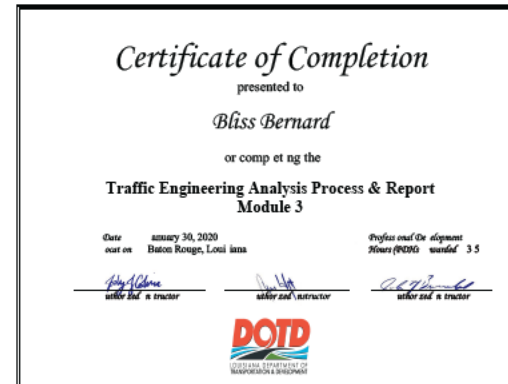 Certificate of Completion
presented to
Bliss Bernard
or comp et ng the
Traffic Engineering Analysis Process & Report
Module 3
Date anuary 30, 2020
ocat on Baton Rouge, Loui iana
Profess onal De elopment
Hours (PDHs warded 3 5
uthor zed n tructor
uthor zed nstructor
uthor zed n tructor
DOTD
LOUISIANA DEPARTMENT OF
TRANSPORTATION & DEVELOPMENT